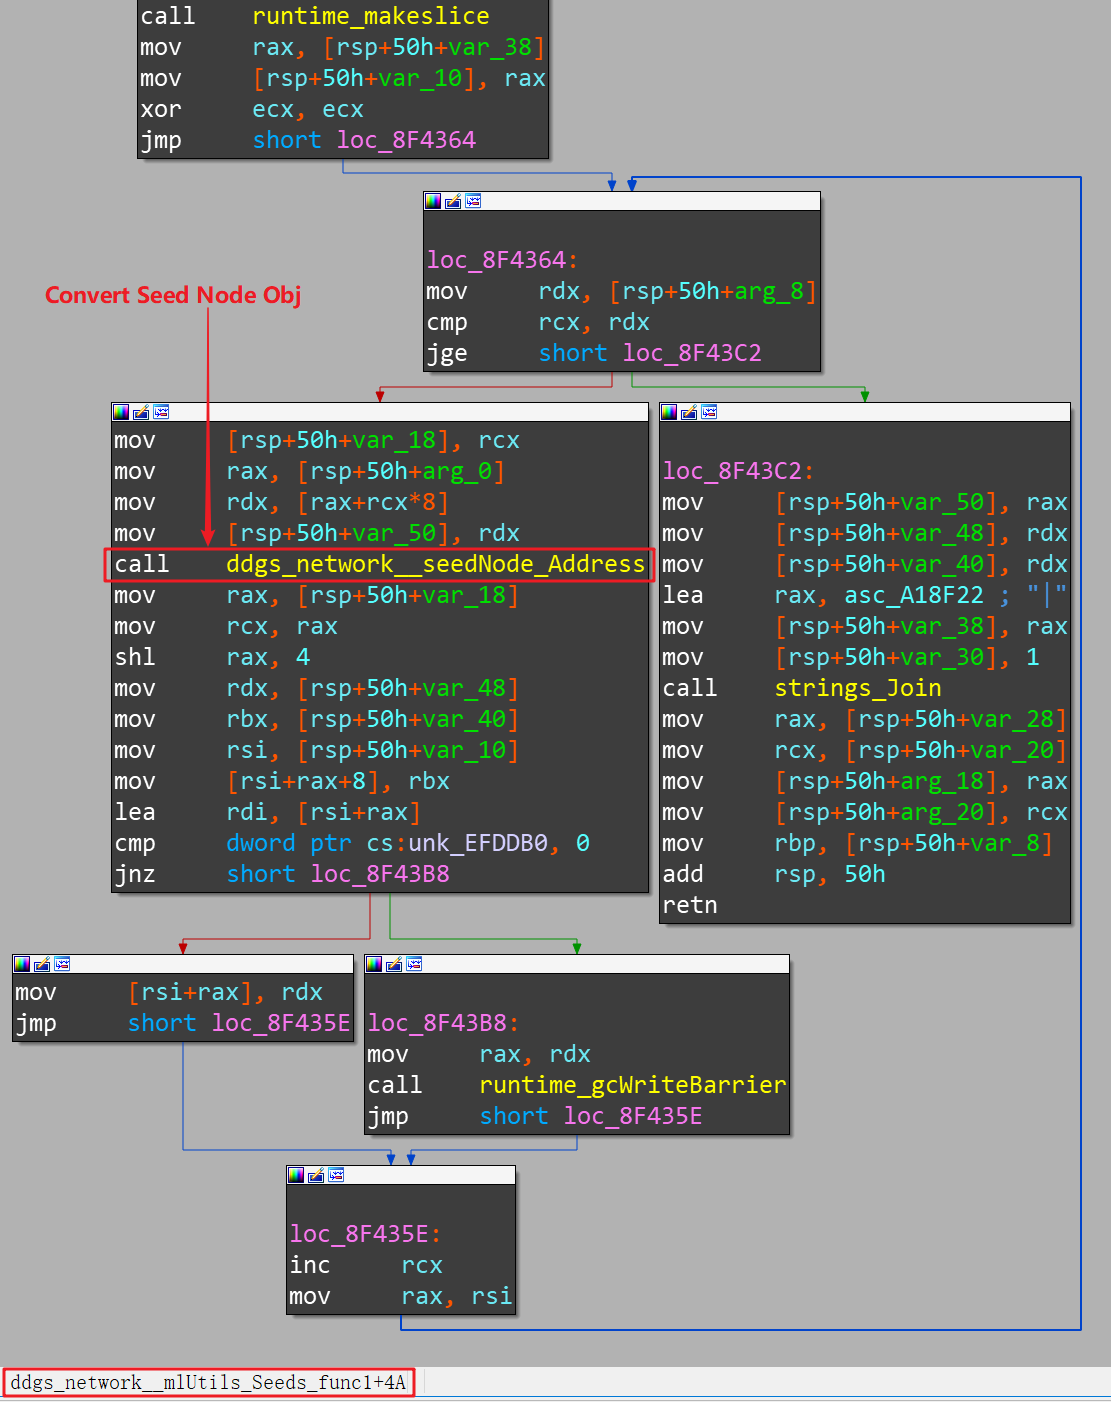 call runtime_makeslice
mov rax, [rsp+50h+var_38]
mov [rsp+50h+var_10], rax
xor ecx, ecx
jmp short loc_8F4364
loc_8F4364:
mov rdx, [rsp+50h+arg_8]
cmp rcx, rdx
jge short loc_8F43C2
Convert Seed Node Obj
mov [rsp+50h+var_18], rcx
mov rax, [rsp+50h+arg_0]
mov rdx, [rax+rcx*8]
mov [rsp+50h+var_50], rdx
call ddgs_network__seedNode_Address
mov rax, [rsp+50h+var_18]
mov rcx, rax
shl rax, 4
mov rdx, [rsp+50h+var_48]
mov rbx, [rsp+50h+var_40]
mov rsi, [rsp+50h+var_10]
mov [rsi+rax+8], rbx
lea rdi, [rsi+rax]
cmp dword ptr cs:unk_EFDDB0, 0
jnz short loc_8F43B8
loc_8F43C2:
mov [rsp+50h+var_50], rax
mov [rsp+50h+var_48], rdx
mov [rsp+50h+var_40], rdx
lea rax, asc_A18F22 ; "|"
mov [rsp+50h+var_38], rax
mov [rsp+50h+var_30], 1
call strings_Join
mov rax, [rsp+50h+var_28]
mov rcx, [rsp+50h+var_20]
mov [rsp+50h+arg_18], rax
mov [rsp+50h+arg_20], rcx
mov rbp, [rsp+50h+var_8]
add rsp, 50h
retn
mov [rsi+rax], rdx
jmp short loc_8F435E
loc_8F43B8:
mov rax, rdx
call runtime_gcWriteBarrier
jmp short loc_8F435E
loc_8F435E:
inc rcx
mov rax, rsi
ddgs_network__mlUtils_Seeds_func1+4A